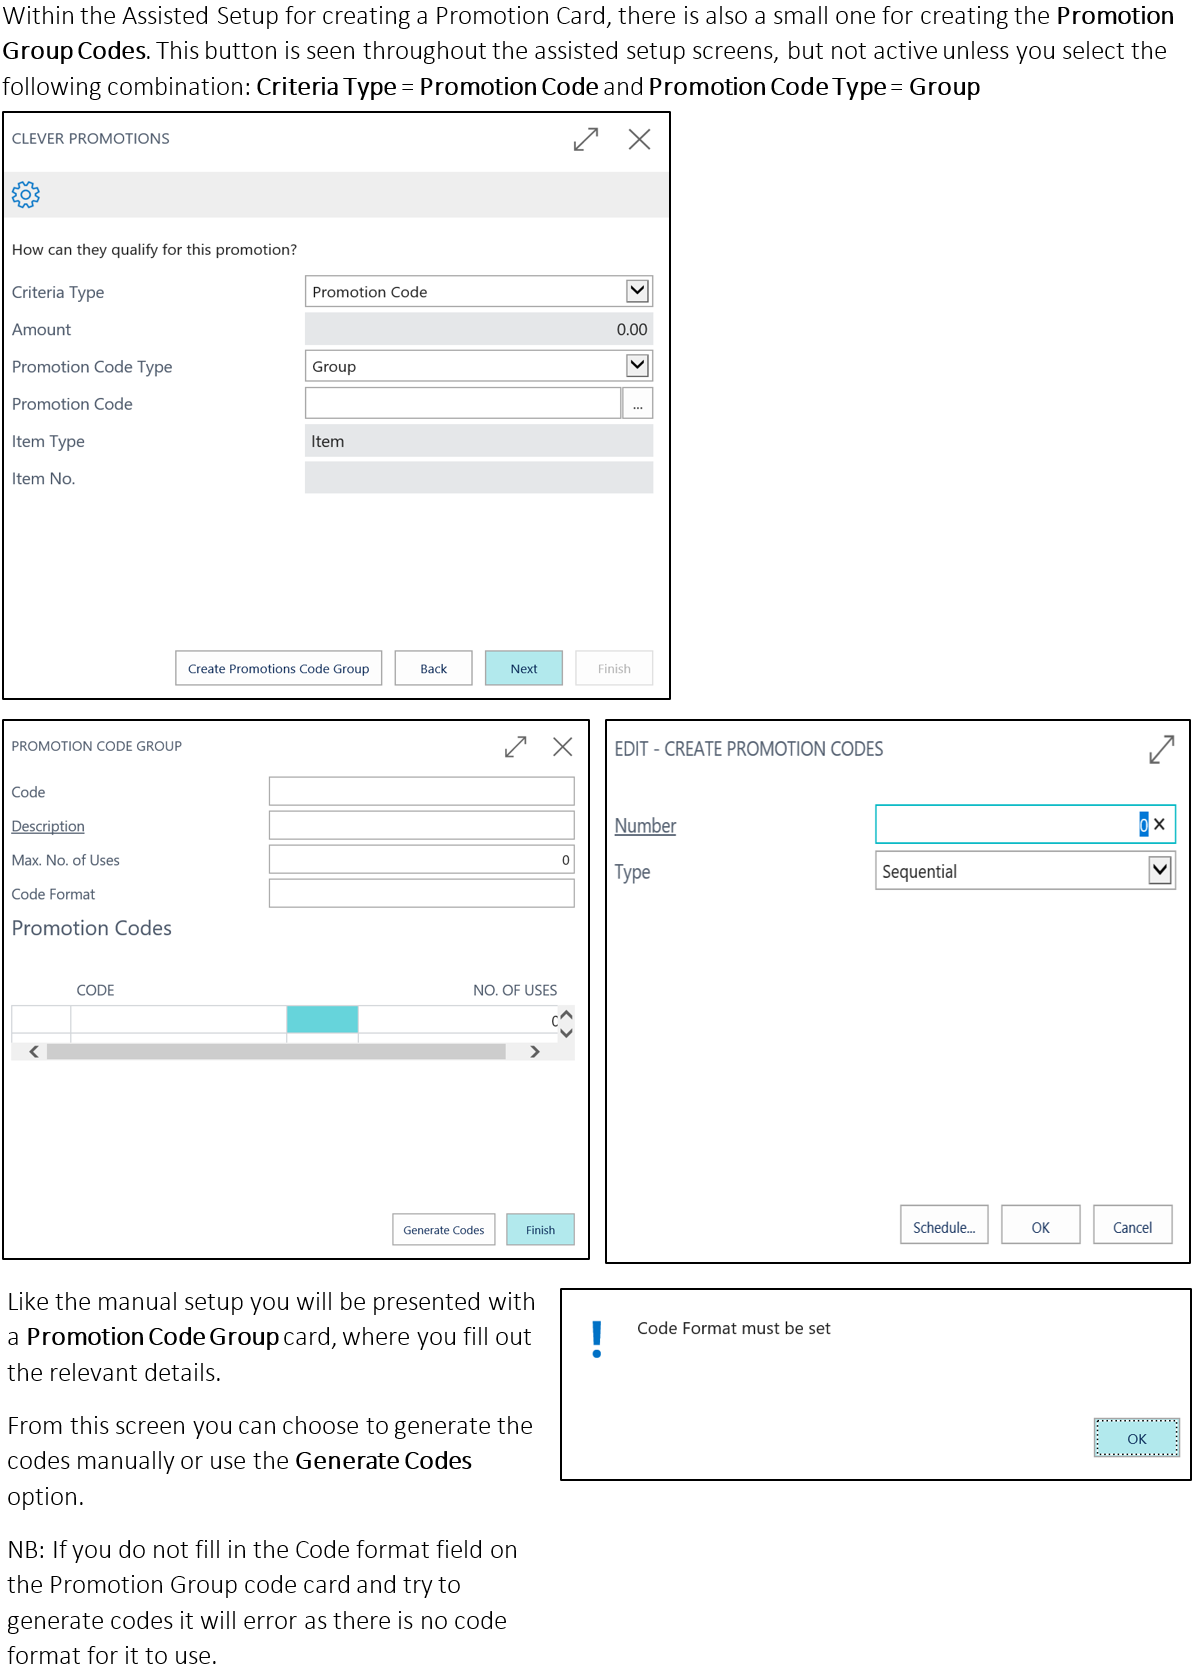 Within the Assisted Setup for creating a Promotion Card, there is also a small one for creating the Promotion
Group Codes. This button is seen throughout the assisted setup screens, but not active unless you select the
following combination: Criteria Type = Promotion Code and Promotion Code Type = Group
CLEVER PROMOTIONS
How can they qualify for this promotion?
Criteria Type Promotion Code
Amount 0.00
Promotion Code Type Group
Promotion Code ...
Item Type Item
Item No.
Create Promotions Code Group Back Next Finish
PROMOTION CODE GROUP
Code
Description
Max. No. of Uses 0
Code Format
Promotion Codes
CODE NO. OF USES
0
Generate Codes Finish
EDIT - CREATE PROMOTION CODES
Number 0
Type Sequential
Schedule... OK Cancel
Like the manual setup you will be presented with
a Promotion Code Group card, where you fill out
the relevant details.
From this screen you can choose to generate the
codes manually or use the Generate Codes
option.
NB: If you do not fill in the Code format field on
the Promotion Group code card and try to
generate codes it will error as there is no code
format for it to use.
Code Format must be set
OK